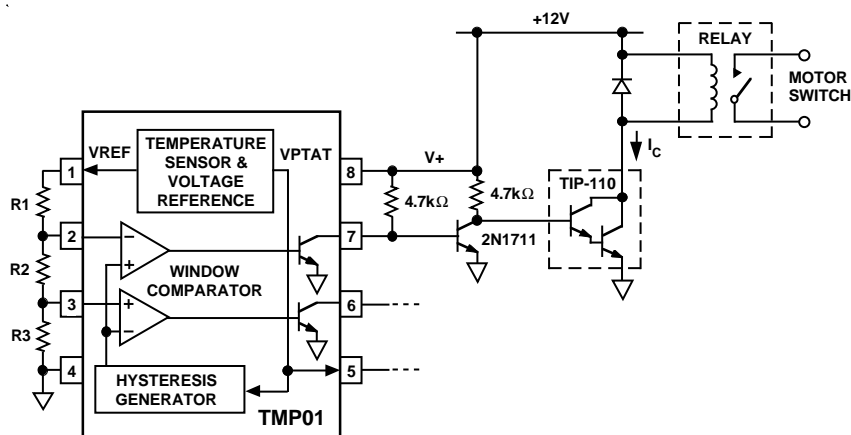 +12V
RELAY
MOTOR
SWITCH
IC
TEMPERATURE
SENSOR &
VOLTAGE
REFERENCE
VREF
VPTAT
1
8
V+
R1
4.7kΩ
4.7kΩ
TIP-110
2
7
2N1711
R2
WINDOW
COMPARATOR
3
6
R3
4
5
HYSTERESIS
GENERATOR
TMP01